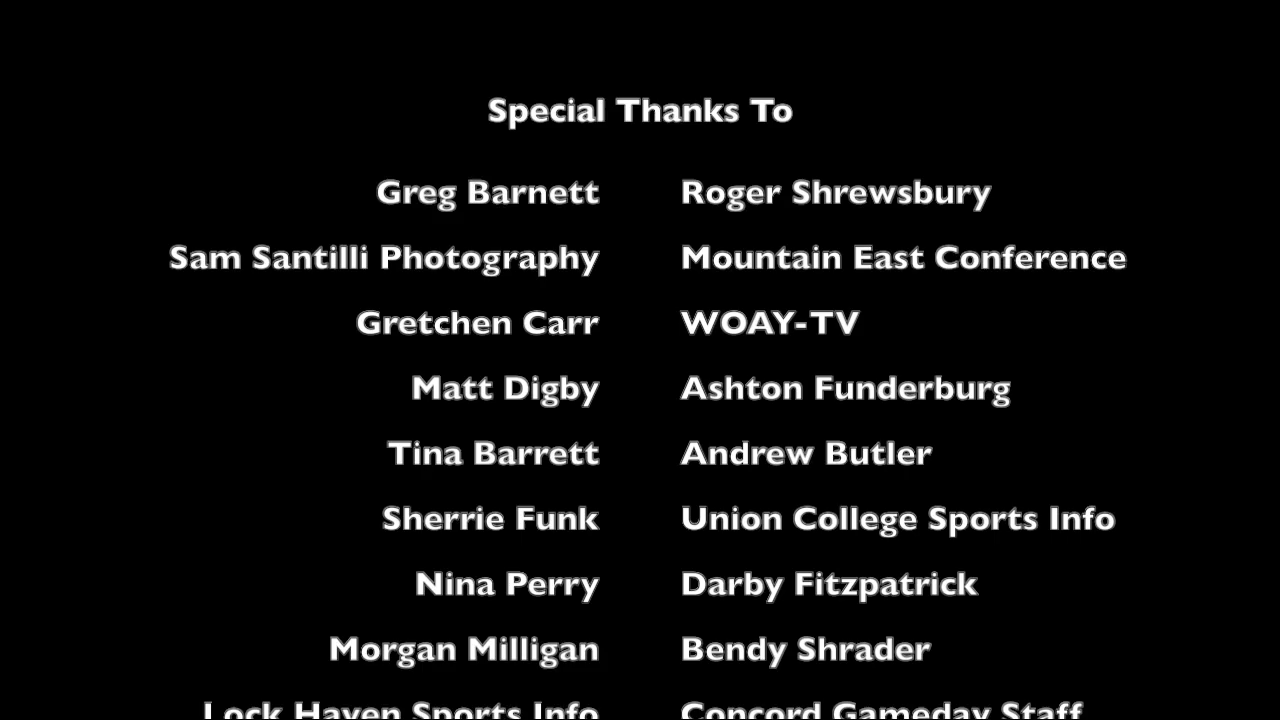 Special Thanks To
Greg Barnett Roger Shrewsbury
Sam Santilli Photography Mountain East Conference
Gretchen Carr WOAY-TV
Matt Digby Ashton Funderburg
Tina Barrett Andrew Butler
Sherrie Funk Union College Sports Info
Nina Perry Darby Fitzpatrick
Morgan Milligan Bendy Shrader
Lock Haven Sports Info Concord Gameday Staff